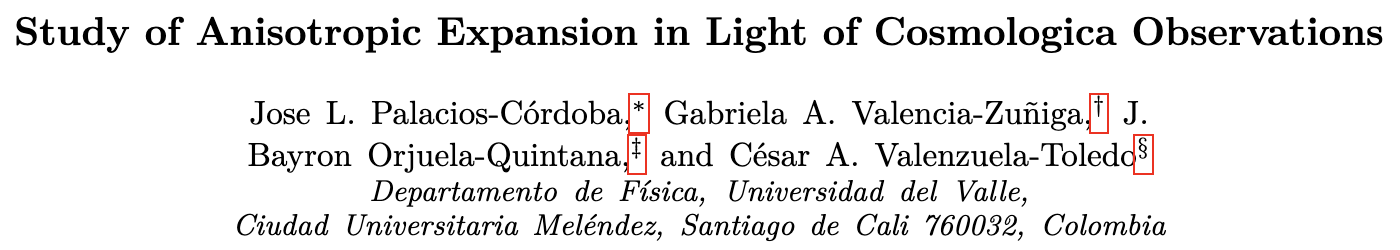 Study of Anisotropic Expansion in Light of Cosmologica Observations
Jose L. Palacios-Córdoba,* Gabriela A. Valencia-Zuñiga,† J.
Bayron Orjuela-Quintana,‡ and César A. Valenzuela-Toledo§
Departamento de Física, Universidad del Valle,
Ciudad Universitaria Meléndez, Santiago de Cali 760032, Colombia